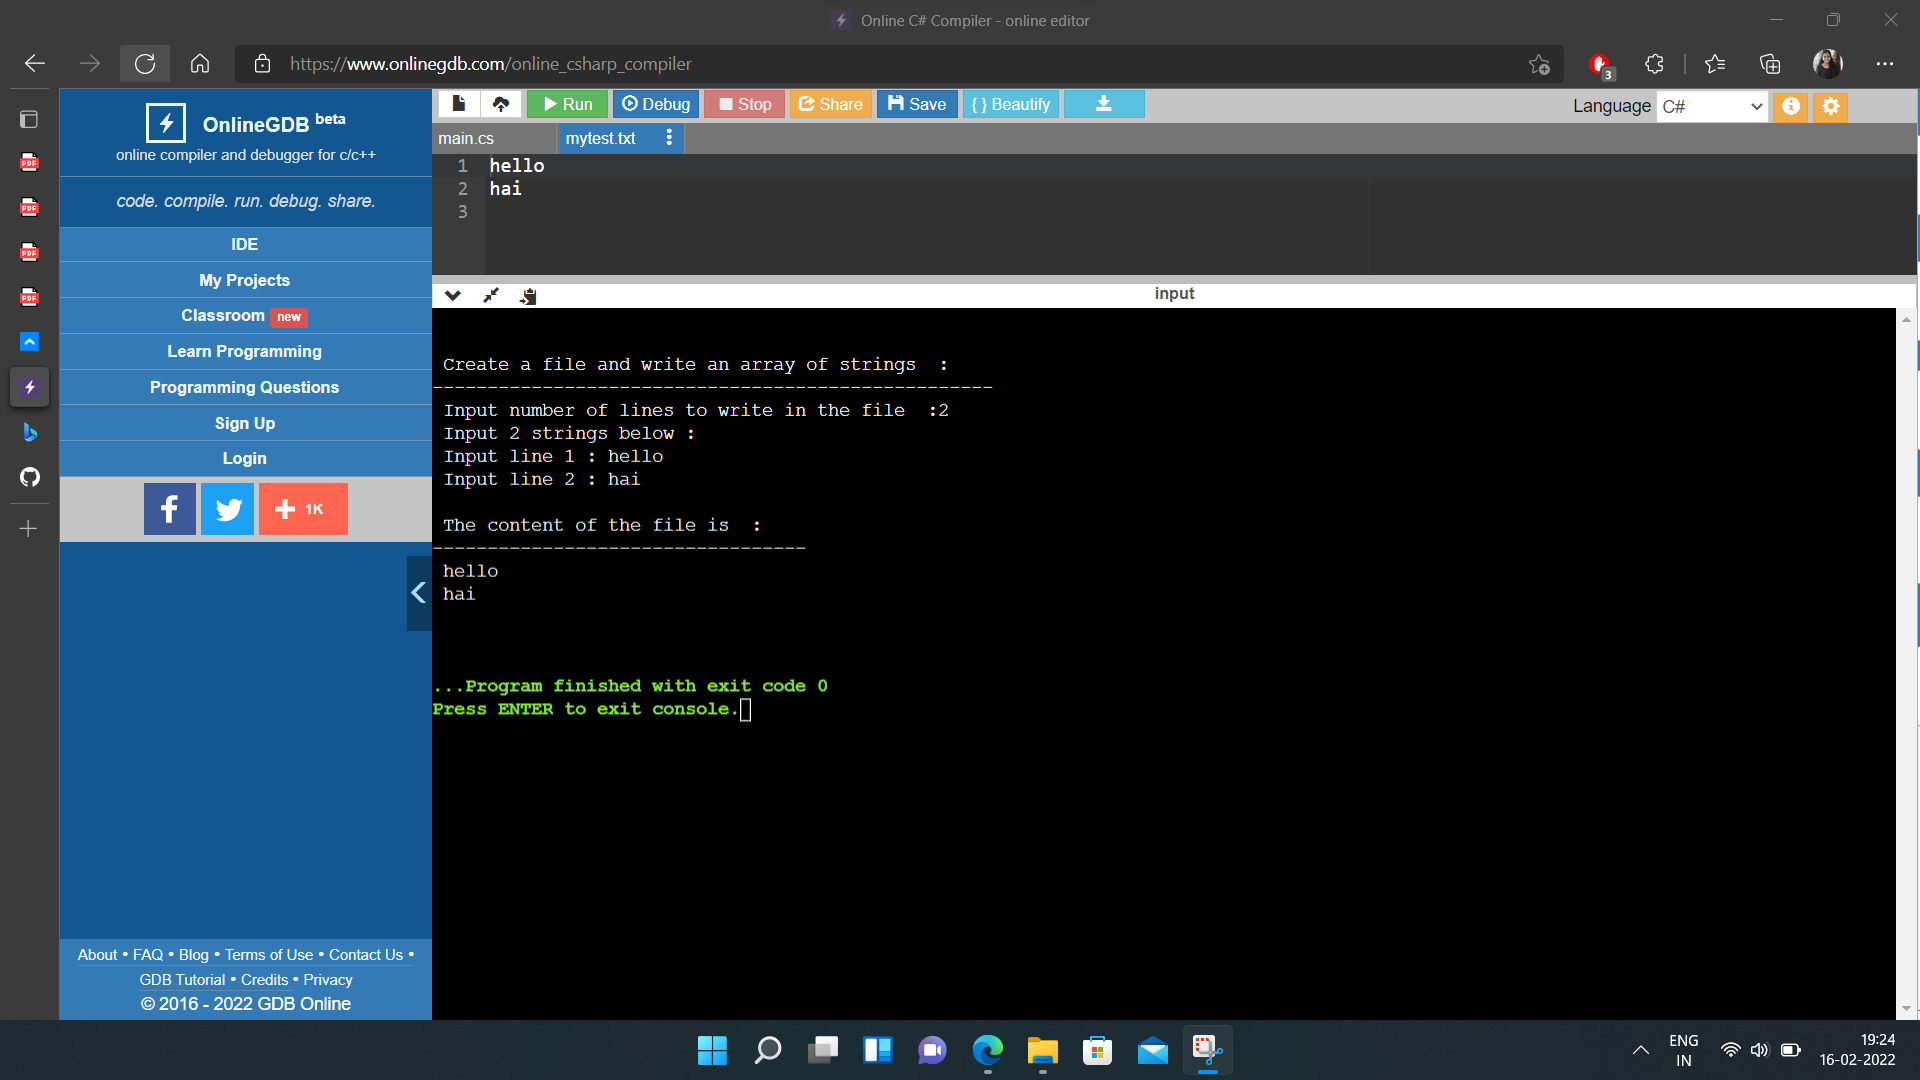 Online C# Compiler - online editor
https://www.onlinegdb.com/online_csharp_compiler
3
OnlineGDB beta
online compiler and debugger for c/c++
code. compile. run. debug. share.
IDE
My Projects
Classroom new
Learn Programming
Programming Questions
Sign Up
Login
1K
About • FAQ • Blog • Terms of Use • Contact Us •
GDB Tutorial • Credits • Privacy
© 2016 - 2022 GDB Online
Run Debug Stop Share Save { } Beautify
Language C#
main.cs mytest.txt
1 hello
2 hai
3
input
Create a file and write an array of strings  :
---------------------------------------------------
Input number of lines to write in the file  :2
Input 2 strings below :
Input line 1 : hello
Input line 2 : hai
The content of the file is  :
----------------------------------
hello
hai
...Program finished with exit code 0
Press ENTER to exit console.
PDF
PDF
PDF
PDF
ENG
IN
19:24
16-02-2022